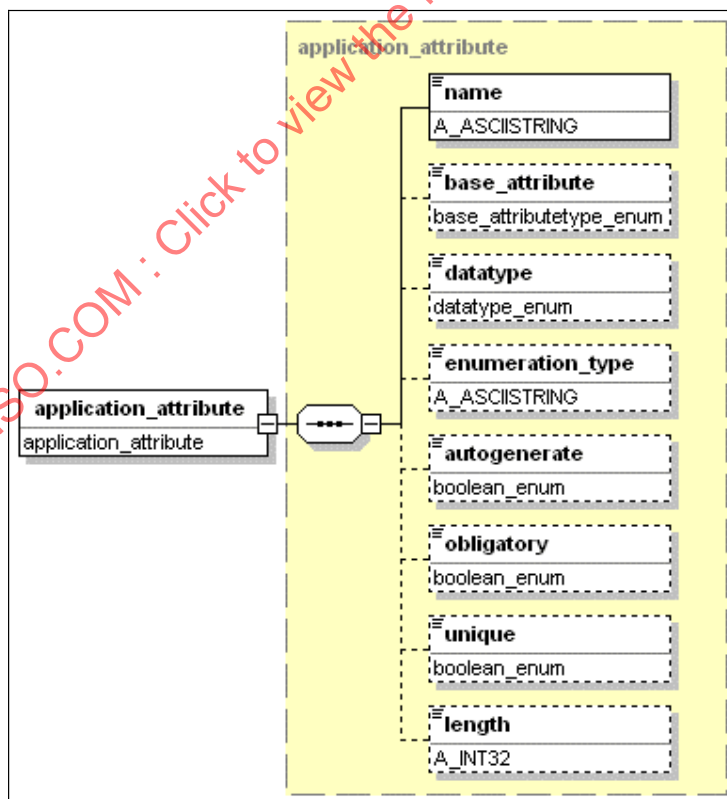 application_attribute
name
A_ASCIISTRING
base_attribute
base_attributetype_enum
datatype
datatype_enum
enumeration_type
A_ASCIISTRING
application_attribute
application_attribute
autogenerate
boolean_enum
obligatory
boolean_enum
unique
boolean_enum
length
A_INT32
SO.COM : Click to view the